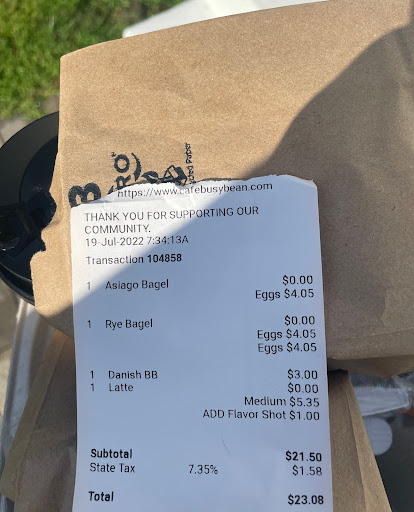 B
RO
ated Paper
https://www.cafebusybean.com
THANK YOU FOR SUPPORTING OUR
COMMUNITY.
19-Jul-2022 7:34:13A
Transaction 104858
1 Asiago Bagel $0.00
Eggs $4.05
1 Rye Bagel $0.00
Eggs $4.05
Eggs $4.05
1 Danish BB $3.00
1 Latte $0.00
Medium $5.35
ADD Flavor Shot $1.00
Subtotal $21.50
State Tax 7.35% $1.58
Total $23.08